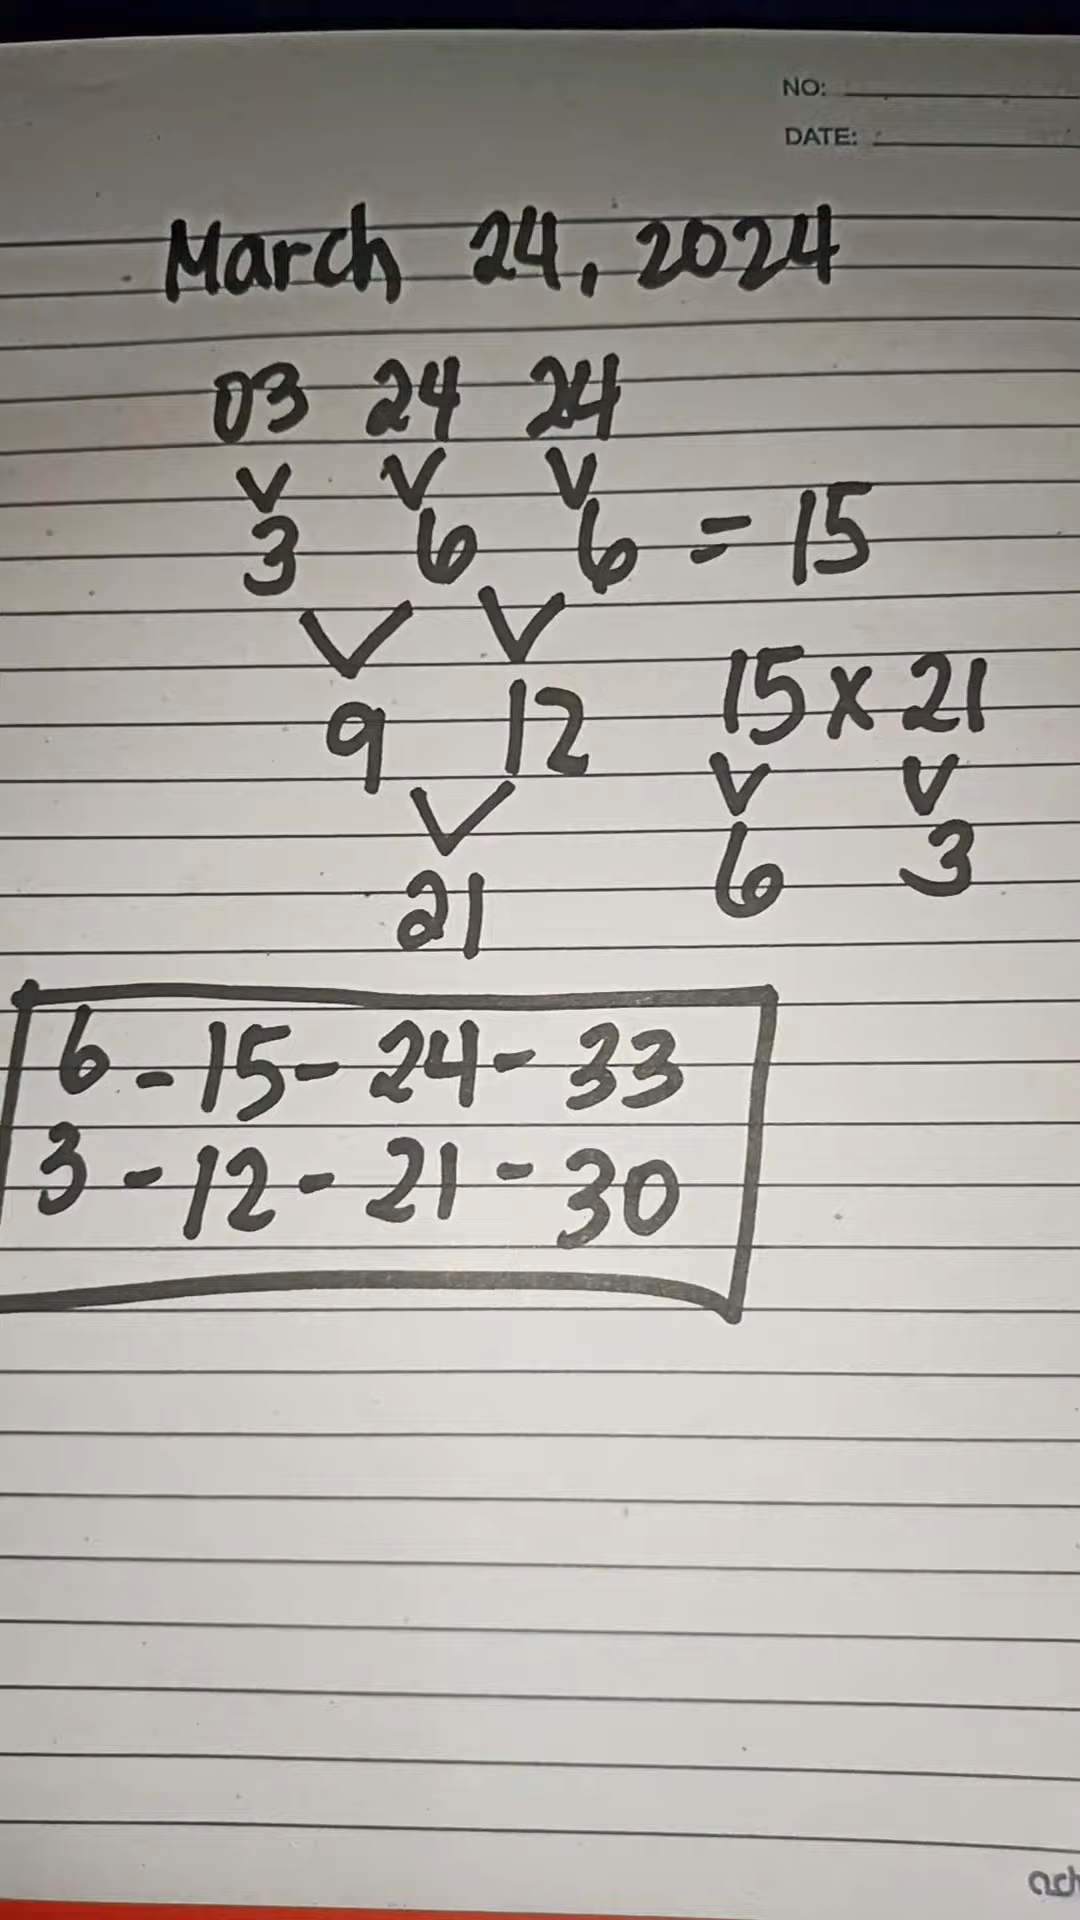 NO:
DATE:
March 24, 2024
03 24 24
v v v
3 6 6 = 15
v v
9 12 15 x 21
v v v
21 6 3
6 - 15 - 24 - 33
3 - 12 - 21 - 30